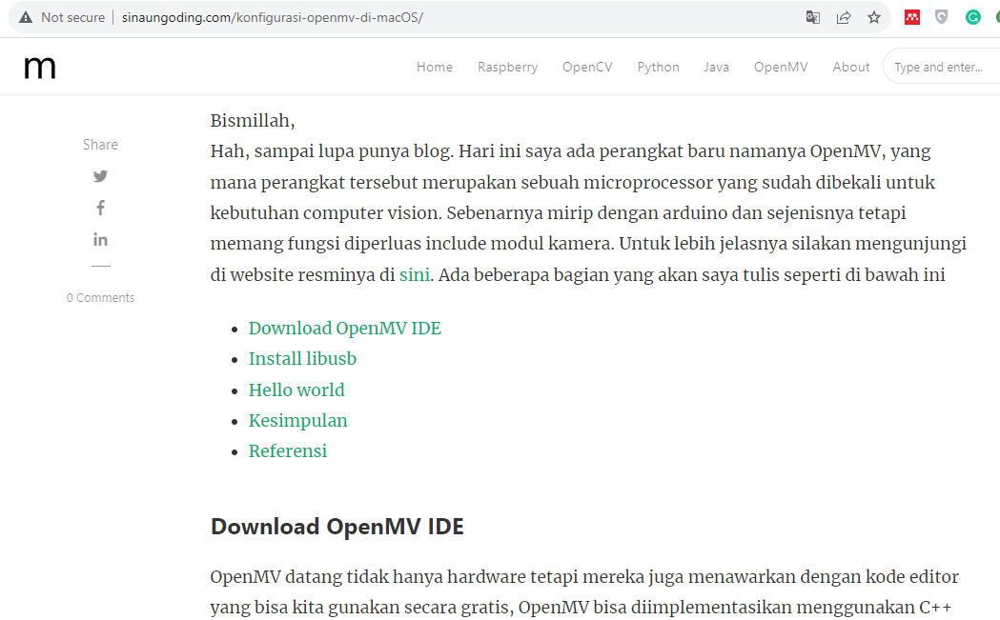 Not secure sinaungoding.com/konfigurasi-openmv-di-macOS/
m
Home Raspberry OpenCV Python Java OpenMV About Type and enter...
Share
0 Comments
Bismillah,
Hah, sampai lupa punya blog. Hari ini saya ada perangkat baru namanya OpenMV, yang
mana perangkat tersebut merupakan sebuah microprocessor yang sudah dibekali untuk
kebutuhan computer vision. Sebenarnya mirip dengan arduino dan sejenisnya tetapi
memang fungsi diperluas include modul kamera. Untuk lebih jelasnya silakan mengunjungi
di website resminya di sini. Ada beberapa bagian yang akan saya tulis seperti di bawah ini
Download OpenMV IDE
Install libusb
Hello world
Kesimpulan
Referensi
Download OpenMV IDE
OpenMV datang tidak hanya hardware tetapi mereka juga menawarkan dengan kode editor
yang bisa kita gunakan secara gratis, OpenMV bisa diimplementasikan menggunakan C++